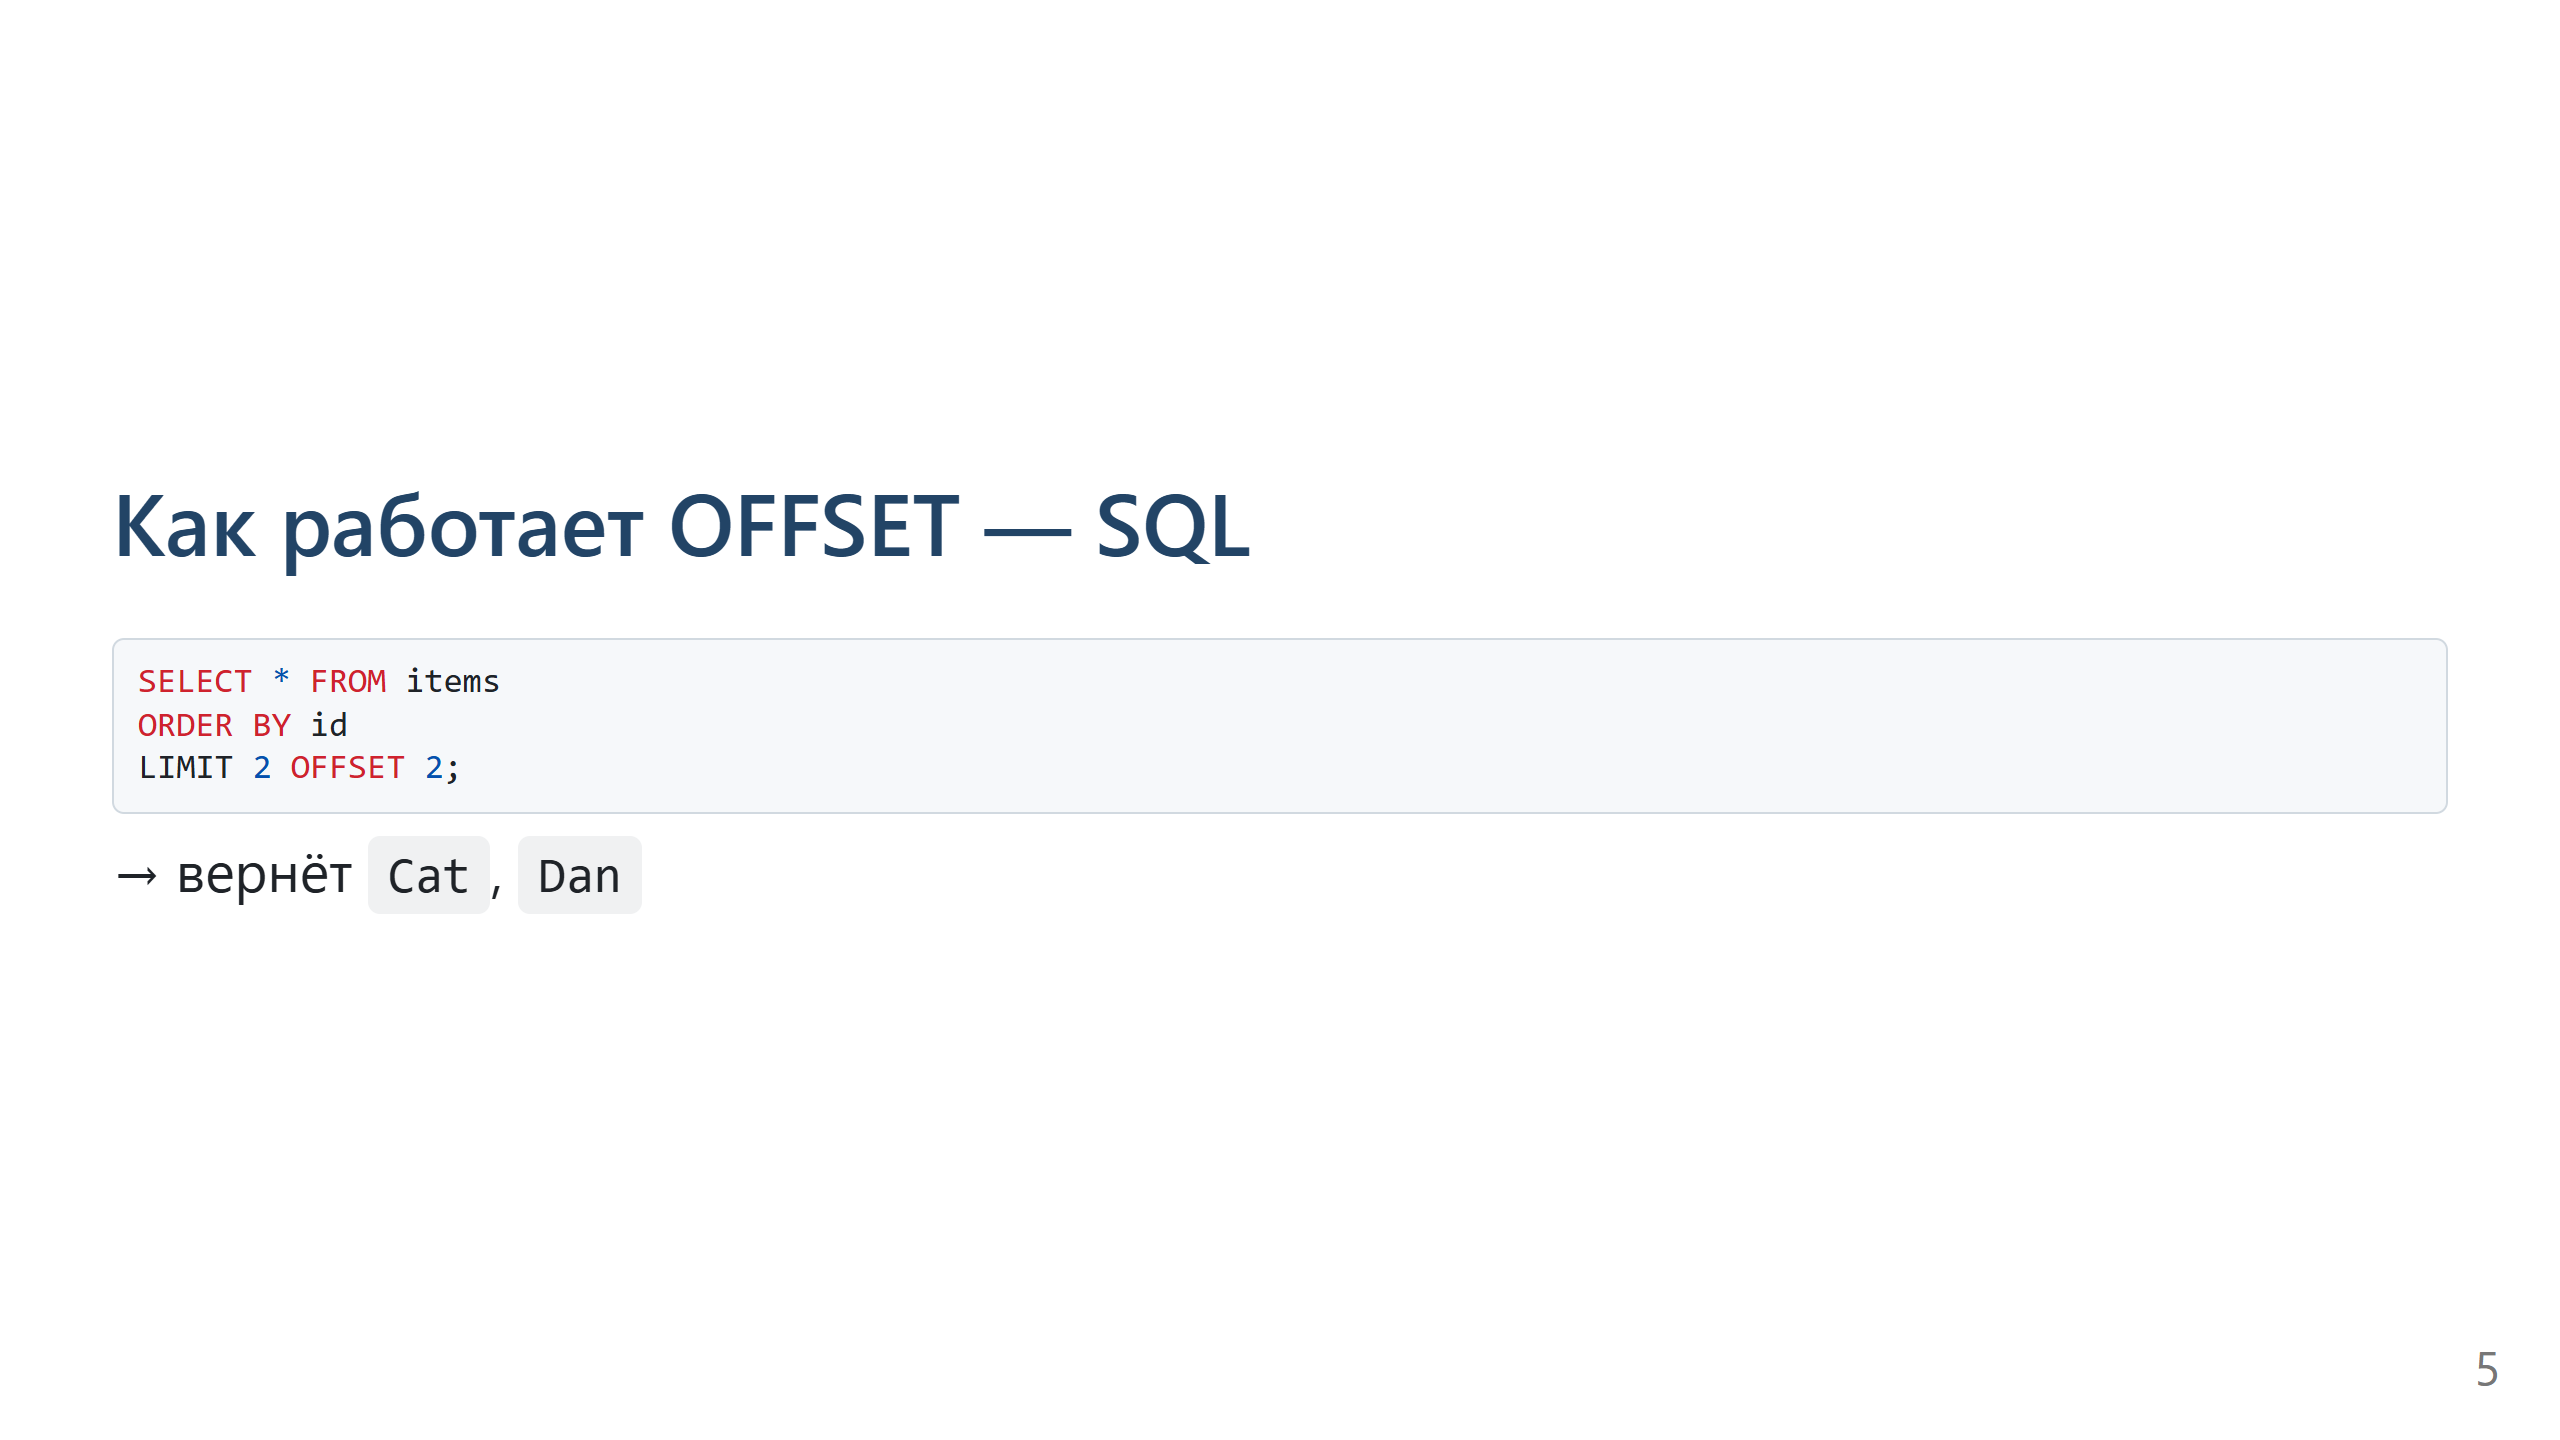 Как работает OFFSET — SQL
SELECT * FROM items
ORDER BY id
LIMIT 2 OFFSET 2;
→ вернёт Cat, Dan
5